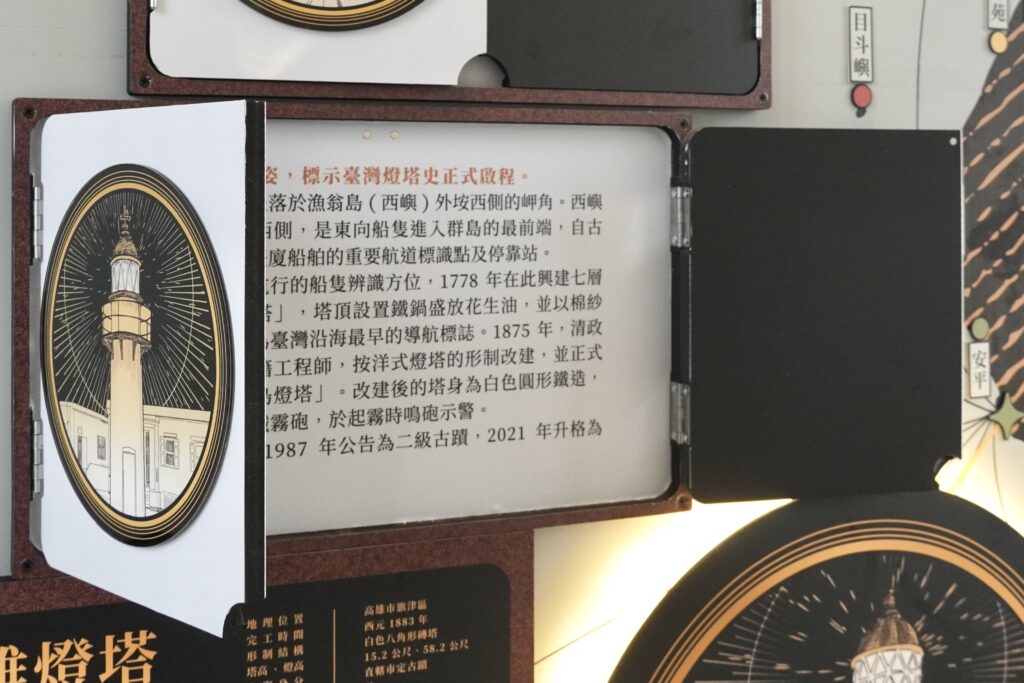 目斗嶼
苑
，標示臺灣燈塔史正式啟程。
落於漁翁島（西嶼）外垵西側的岬角。西嶼
西側，是東向船隻進入群島的最前端，自古
廈船舶的重要航道標識點及停靠站。
行的船隻辨識方位，1778 年在此興建七層
塔」，塔頂設置鐵鍋盛放花生油，並以棉紗
臺灣沿海最早的導航標誌。1875 年，清政
籍工程師，按洋式燈塔的形制改建，並正式
燈塔」。改建後的塔身為白色圓形鐵造，
霧砲，於起霧時鳴砲示警。
1987 年公告為二級古蹟，2021 年升格為
安平
雄燈塔
地理位置 高雄市旗津區
完工時間 西元 1883 年
形制結構 白色八角形磚塔
塔高、燈高 15.2 公尺、58.2 公尺
直轄市定古蹟